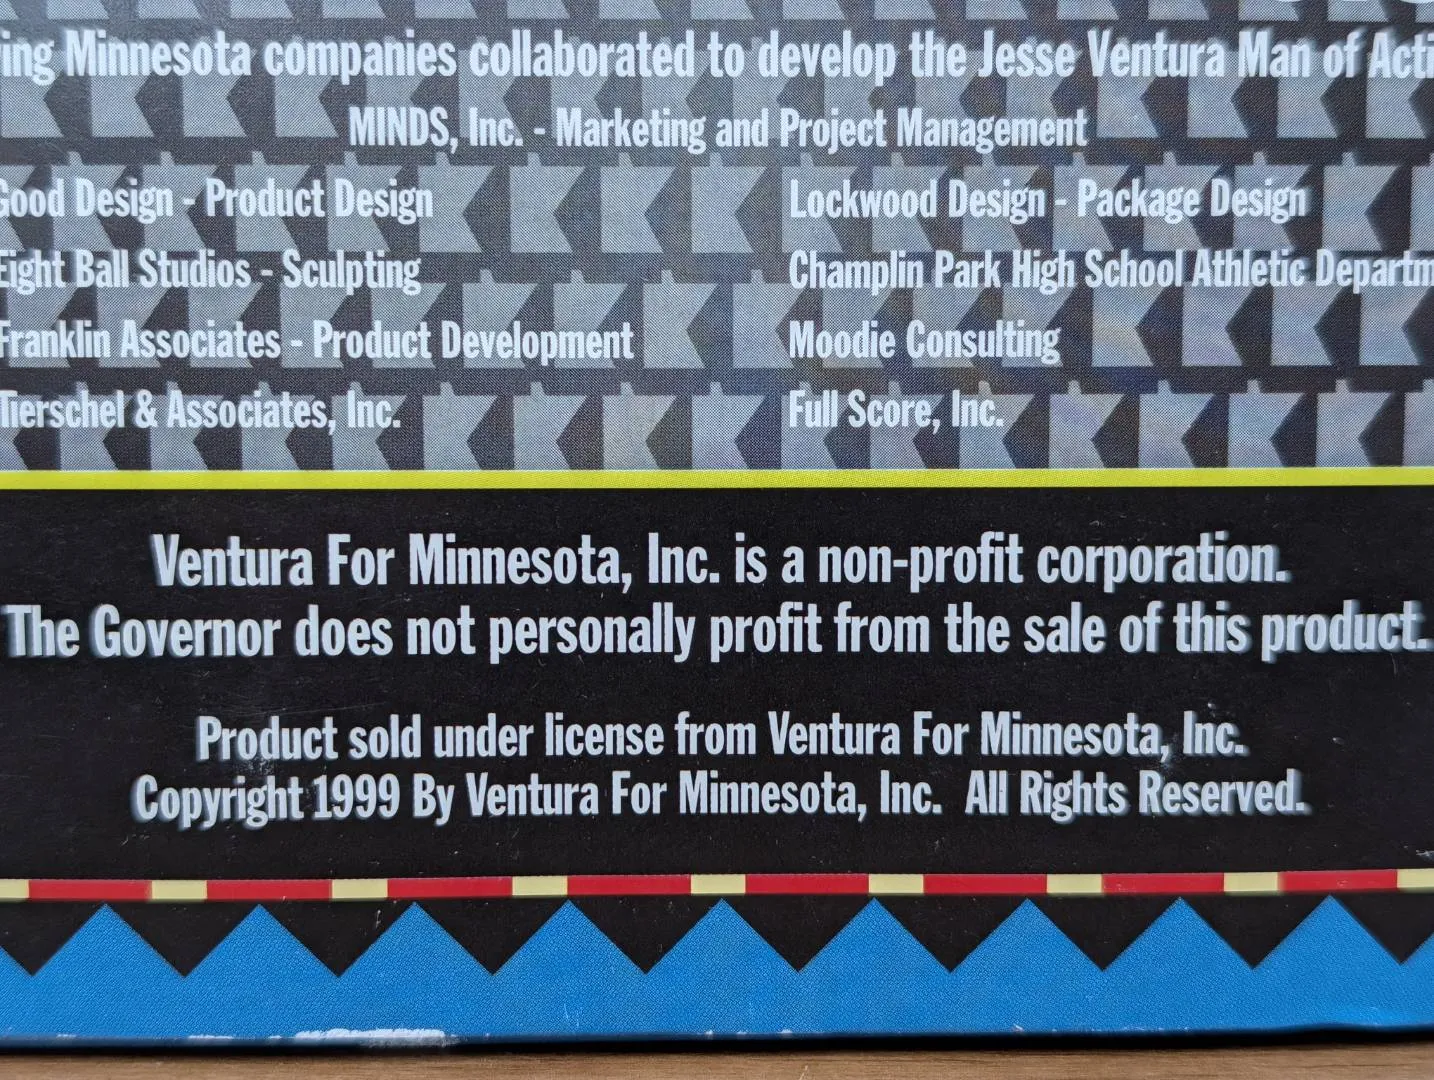 ing Minnesota companies collaborated to develop the Jesse Ventura Man of Acti
MINDS, Inc. - Marketing and Project Management
Good Design - Product Design
Lockwood Design - Package Design
Eight Ball Studios - Sculpting
Champlin Park High School Athletic Departm
Franklin Associates - Product Development
Moodie Consulting
Tierschel & Associates, Inc.
Full Score, Inc.
Ventura For Minnesota, Inc. is a non-profit corporation.
The Governor does not personally profit from the sale of this product.
Product sold under license from Ventura For Minnesota, Inc.
Copyright 1999 By Ventura For Minnesota, Inc. All Rights Reserved.